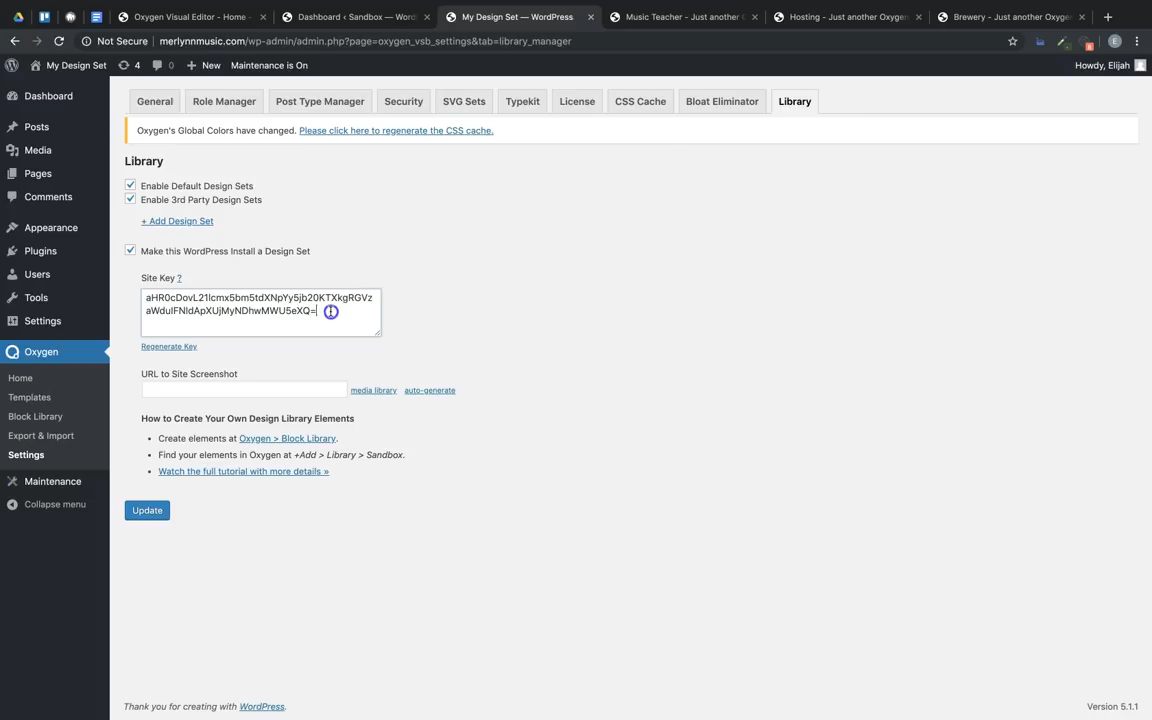 Oxygen Visual Editor - Home -
Dashboard ‹ Sandbox — Word
My Design Set — WordPress
Music Teacher - Just another
Hosting - Just another Oxygen
Brewery - Just another Oxygen
Not Secure
merlynnmusic.com/wp-admin/admin.php?page=oxygen_vsb_settings&tab=library_manager
E
My Design Set
4
0
New
Maintenance is On
Howdy, Elijah
Dashboard
Posts
Media
Pages
Comments
Appearance
Plugins
Users
Tools
Settings
Oxygen
Home
Templates
Block Library
Export & Import
Settings
Maintenance
Collapse menu
General
Role Manager
Post Type Manager
Security
SVG Sets
Typekit
License
CSS Cache
Bloat Eliminator
Library
Oxygen's Global Colors have changed. Please click here to regenerate the CSS cache.
Library
Enable Default Design Sets
Enable 3rd Party Design Sets
+ Add Design Set
Make this WordPress Install a Design Set
Site Key ?
Regenerate Key
URL to Site Screenshot
media library
auto-generate
How to Create Your Own Design Library Elements
Create elements at Oxygen > Block Library.
Find your elements in Oxygen at +Add > Library > Sandbox.
Watch the full tutorial with more details »
Update
Thank you for creating with WordPress.
Version 5.1.1